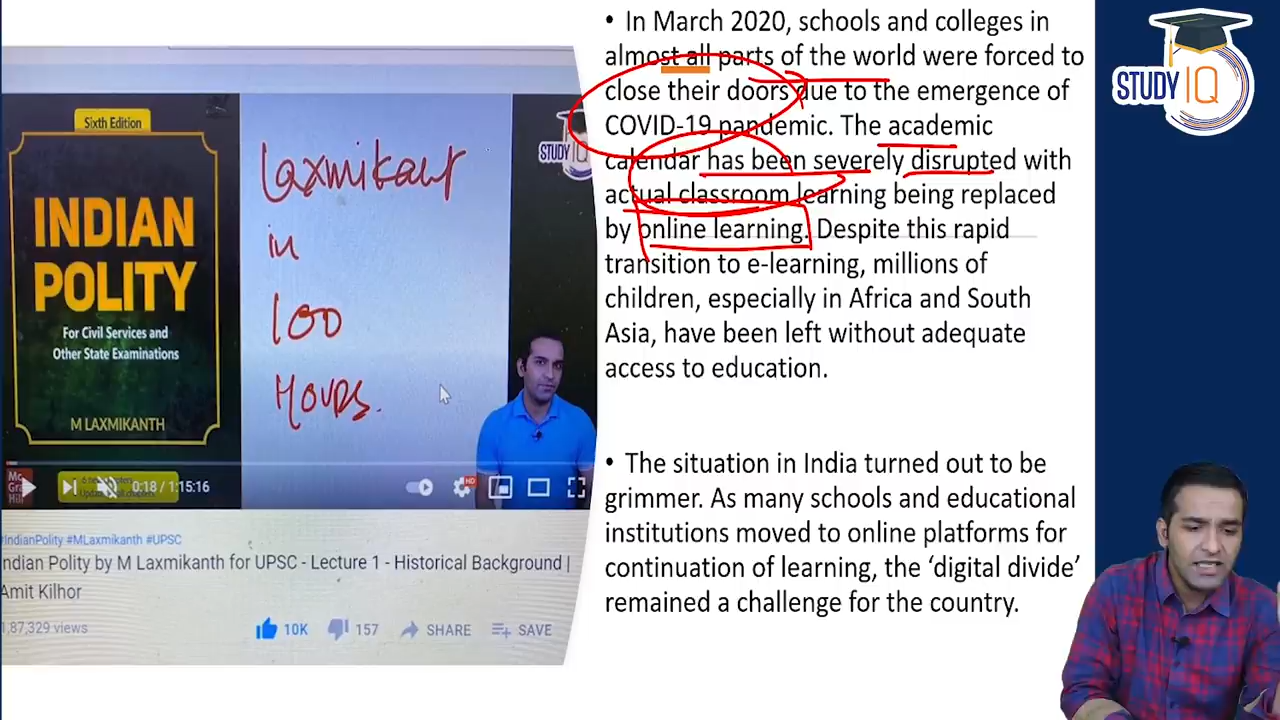 Sixth Edition
INDIAN
POLITY
For Civil Services and
Other State Examinations
M LAXMIKANTH
Laxmikant
in
100
Hours.
STUDY IQ
0:18 / 1:15:16
HD
#IndianPolity #MLaxmikanth #UPSC
Indian Polity by M Laxmikanth for UPSC - Lecture 1 - Historical Background |
Amit Kilhor
1,87,329 views
10K
157
SHARE
SAVE
• In March 2020, schools and colleges in
almost all parts of the world were forced to
close their doors due to the emergence of
COVID-19 pandemic. The academic
calendar has been severely disrupted with
actual classroom learning being replaced
by online learning. Despite this rapid
transition to e-learning, millions of
children, especially in Africa and South
Asia, have been left without adequate
access to education.
• The situation in India turned out to be
grimmer. As many schools and educational
institutions moved to online platforms for
continuation of learning, the ‘digital divide’
remained a challenge for the country.
STUDY IQ